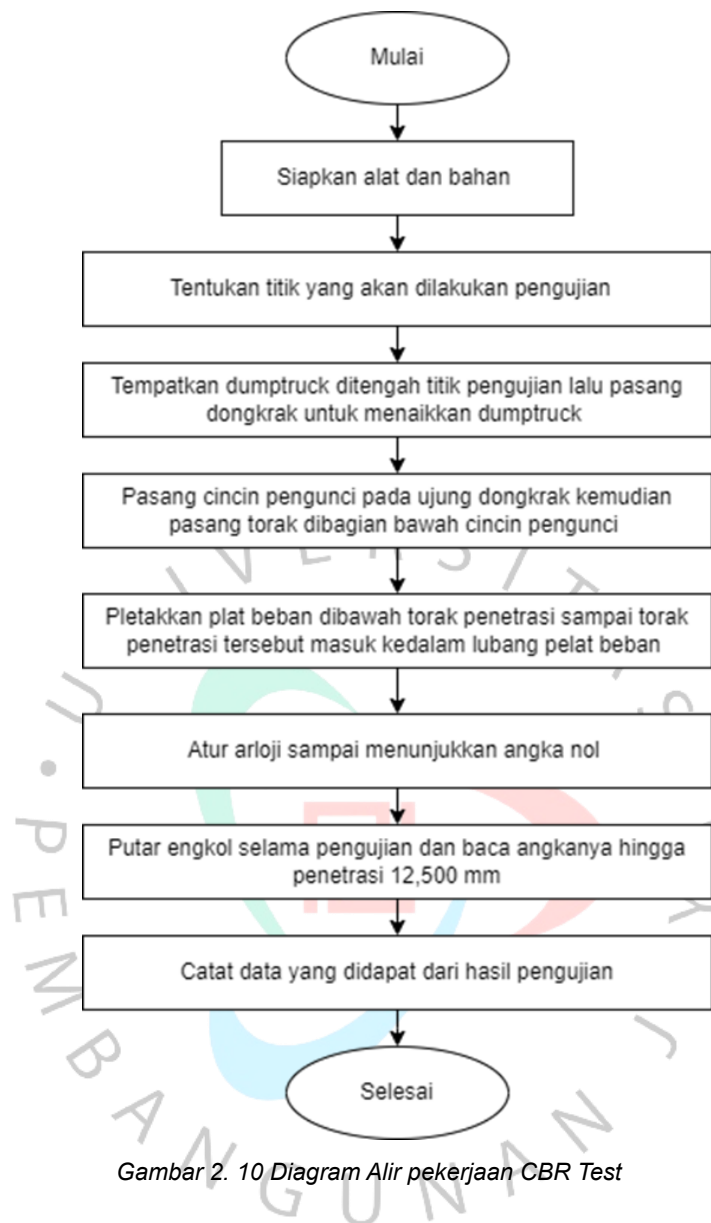 Mulai
Siapkan alat dan bahan
Tentukan titik yang akan dilakukan pengujian
Tempatkan dumptruck ditengah titik pengujian lalu pasang
dongkrak untuk menaikkan dumptruck
Pasang cincin pengunci pada ujung dongkrak kemudian
pasang torak dibagian bawah cincin pengunci
Pletakkan plat beban dibawah torak penetrasi sampai torak
penetrasi tersebut masuk kedalam lubang pelat beban
Atur arloji sampai menunjukkan angka nol
Putar engkol selama pengujian dan baca angkanya hingga
penetrasi 12,500 mm
Catat data yang didapat dari hasil pengujian
Selesai
Gambar 2. 10 Diagram Alir pekerjaan CBR Test